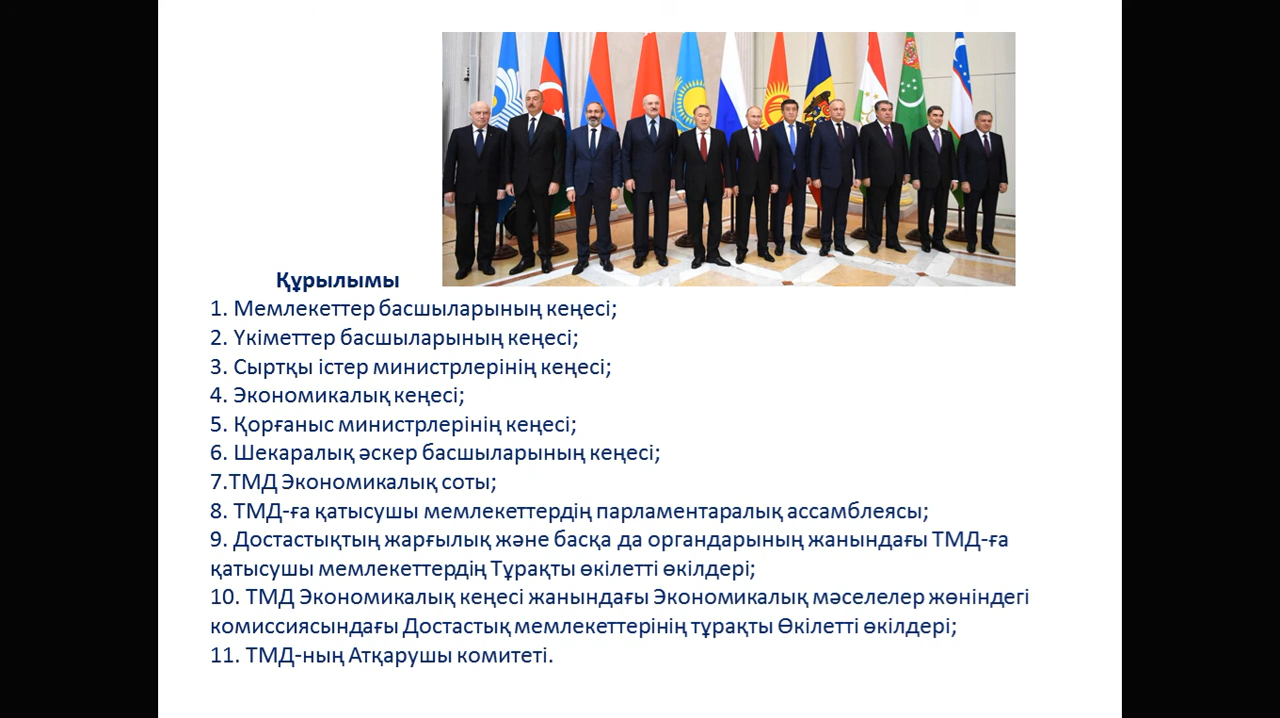 Құрылымы
1. Мемлекеттер басшыларының кеңесі;
2. Үкіметтер басшыларының кеңесі;
3. Сыртқы істер министрлерінің кеңесі;
4. Экономикалық кеңесі;
5. Қорғаныс министрлерінің кеңесі;
6. Шекаралық әскер басшыларының кеңесі;
7.ТМД Экономикалық соты;
8. ТМД-ға қатысушы мемлекеттердің парламентаралық ассамблеясы;
9. Достастықтың жарғылық және басқа да органдарының жанындағы ТМД-ға
қатысушы мемлекеттердің Тұрақты өкілетті өкілдері;
10. ТМД Экономикалық кеңесі жанындағы Экономикалық мәселелер жөніндегі
комиссиясындағы Достастық мемлекеттерінің тұрақты Өкілетті өкілдері;
11. ТМД-ның Атқарушы комитеті.